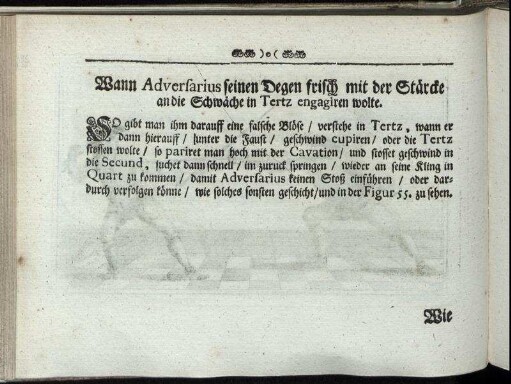 ) o (
Wann Adversarius seinen Degen frisch mit der Stärcke
an die Schwäche in Tertz engagiren wolte.
SO gibt man ihm darauff eine falsche Blöse / verstehe in Tertz, wann er
dann hierauff / hunter die Faust / geschwind cupiren / oder die Tertz
stossen wolte / so pariret man hoch mit der Cavation / und stosset geschwind in
die Secund, suchet dann schnell / im zuruck springen / wieder an seine Kling in
Quart zu kommen / damit Adversarius keinen Stoß einführen / oder dar-
durch verfolgen könne / wie solches sonsten geschicht / und in der Figur 55. zu sehen.
Wie